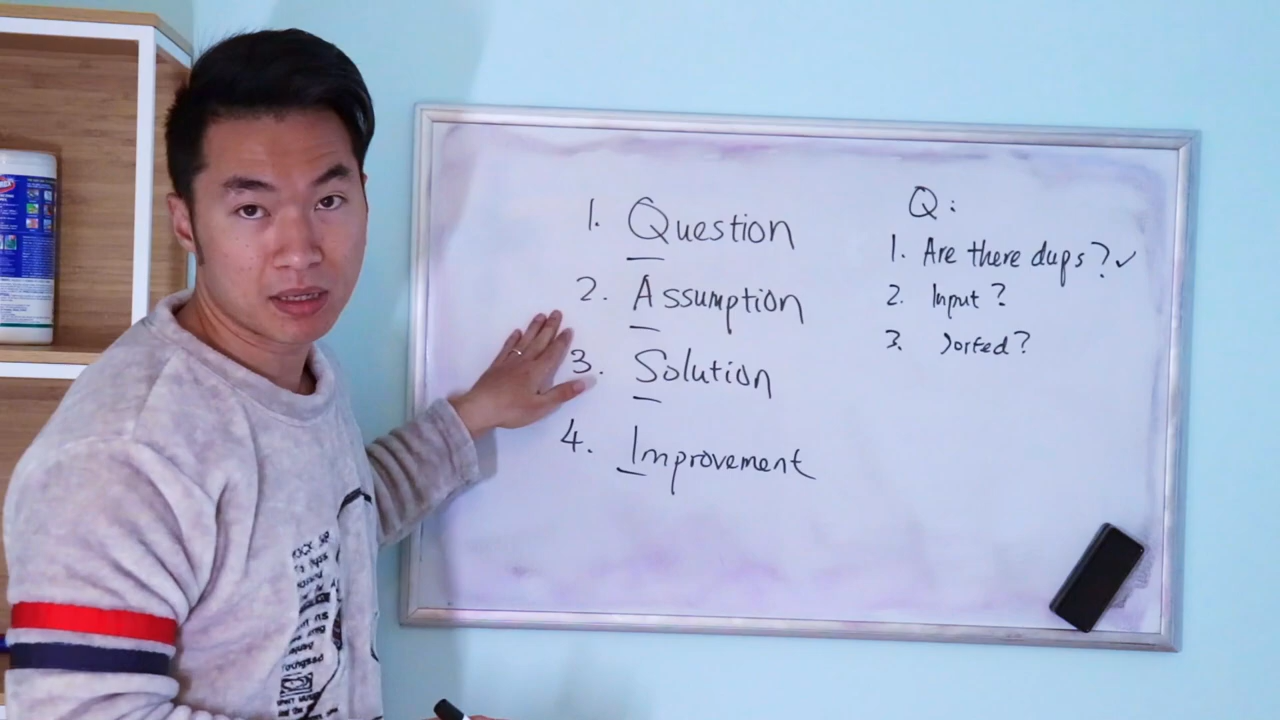 1. Question
2. Assumption
3. Solution
4. Improvement
Q:
1. Are there dups? ✓
2. Input?
3. Sorted?